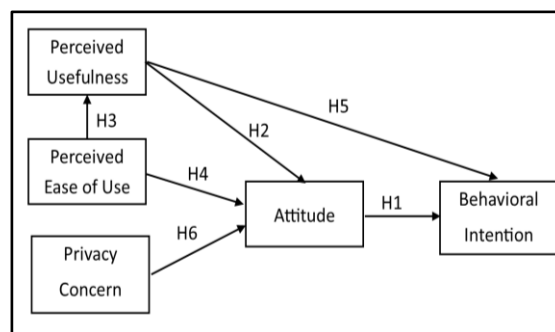 Perceived
Usefulness
H5
H3
H2
Perceived
Ease of Use
H4
Attitude
H1
Behavioral
Intention
H6
Privacy
Concern